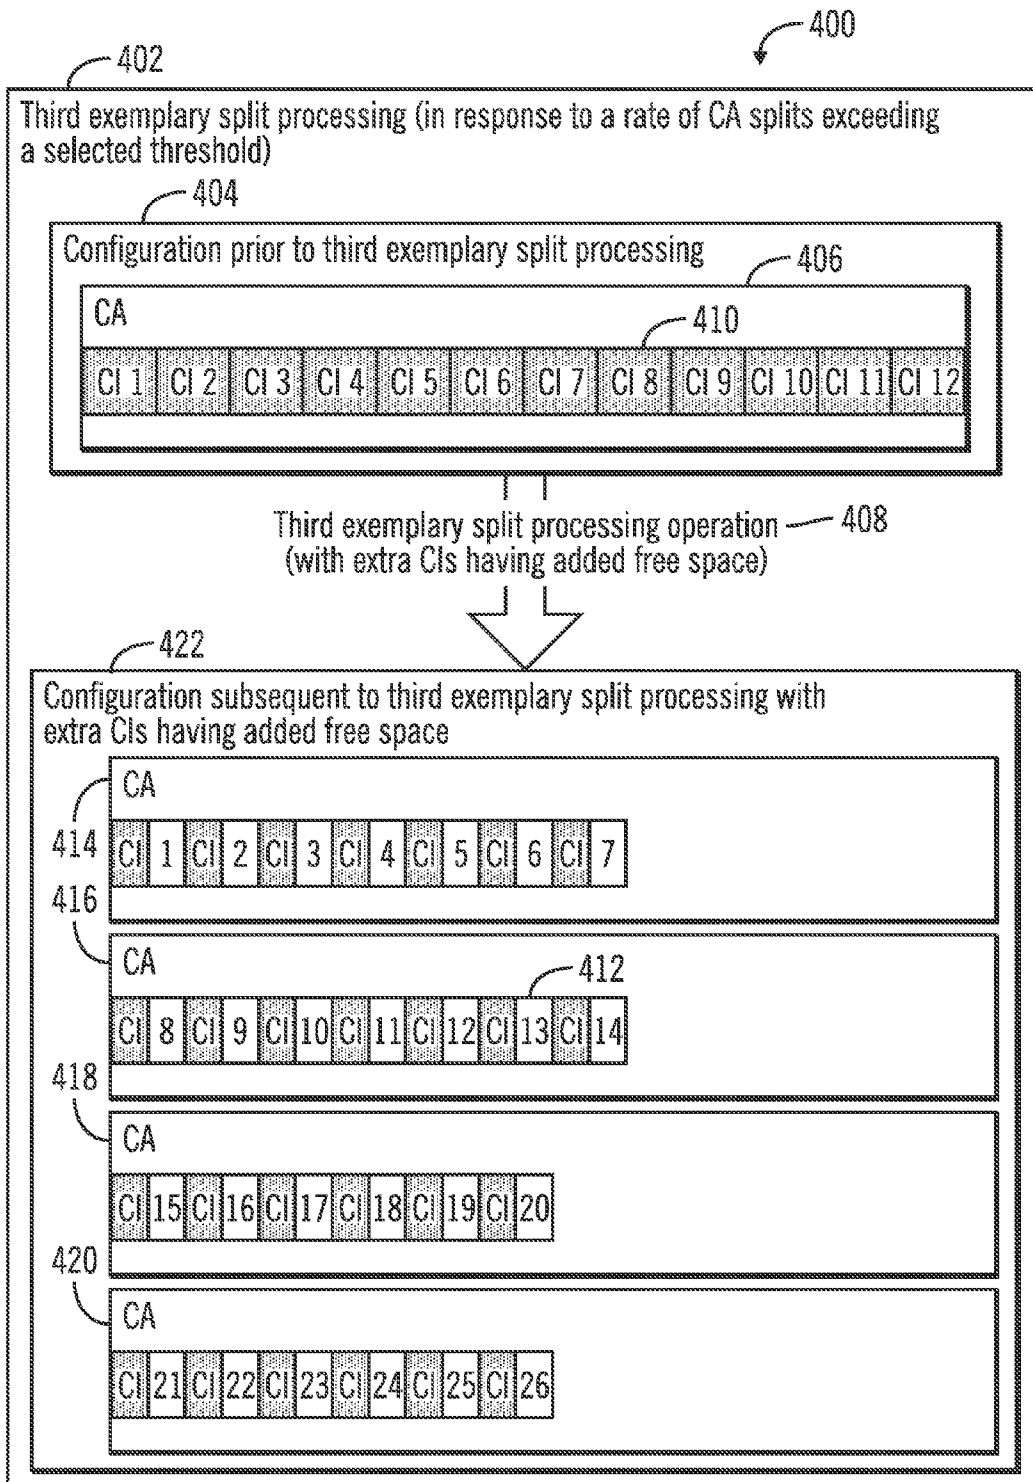 400
402
Third exemplary split processing (in response to a rate of CA splits exceeding
a selected threshold)
404
Configuration prior to third exemplary split processing
406
CA
410
CI 1 CI 2 CI 3 CI 4 CI 5 CI 6 CI 7 CI 8 CI 9 CI 10 CI 11 CI 12
Third exemplary split processing operation 408
(with extra CIs having added free space)
422
Configuration subsequent to third exemplary split processing with
extra CIs having added free space
CA
414
CI 1 CI 2 CI 3 CI 4 CI 5 CI 6 CI 7
416
CA
412
CI 8 CI 9 CI 10 CI 11 CI 12 CI 13 CI 14
418
CA
CI 15 CI 16 CI 17 CI 18 CI 19 CI 20
420
CA
CI 21 CI 22 CI 23 CI 24 CI 25 CI 26